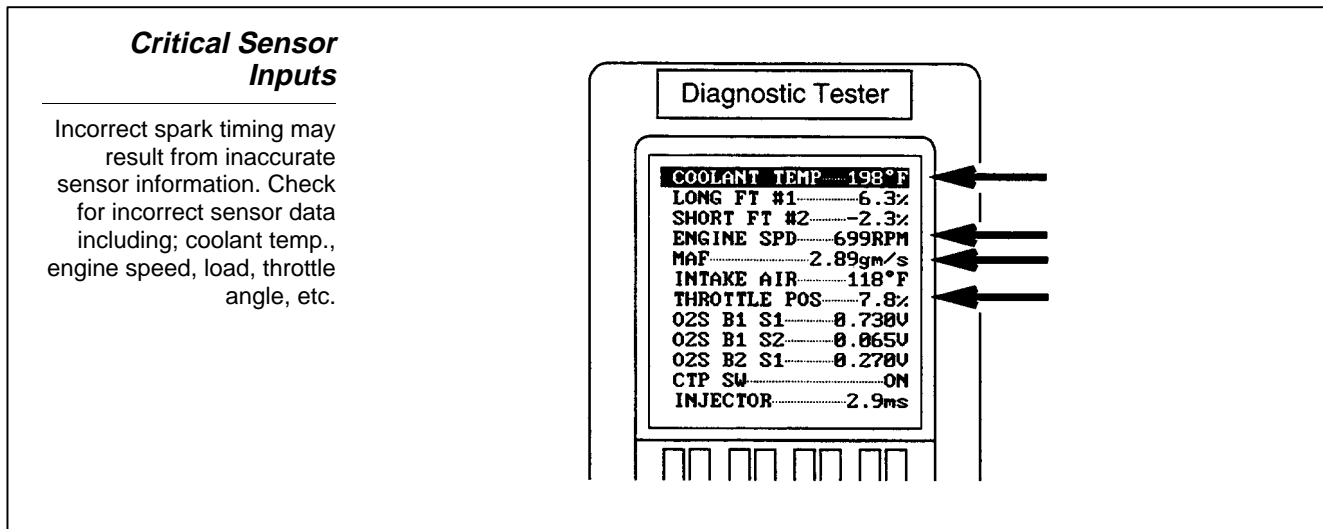 Critical Sensor
Inputs
Incorrect spark timing may
result from inaccurate
sensor information. Check
for incorrect sensor data
including; coolant temp.,
engine speed, load, throttle
angle, etc.
Diagnostic Tester
COOLANT TEMP......198°F
LONG FT #1..............6.3%
SHORT FT #2.........-2.3%
ENGINE SPD........699RPM
MAF..................2.89gm/s
INTAKE AIR..........118°F
THROTTLE POS.......7.8%
O2S B1 S1...........0.730V
O2S B1 S2...........0.065V
O2S B2 S1...........0.270V
CTP SW........................ON
INJECTOR..............2.9ms